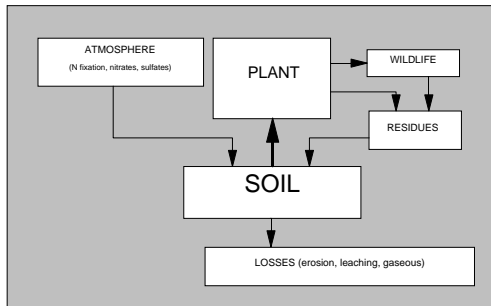 ATMOSPHERE
(N fixation, nitrates, sulfates)
PLANT
WILDLIFE
RESIDUES
SOIL
LOSSES (erosion, leaching, gaseous)